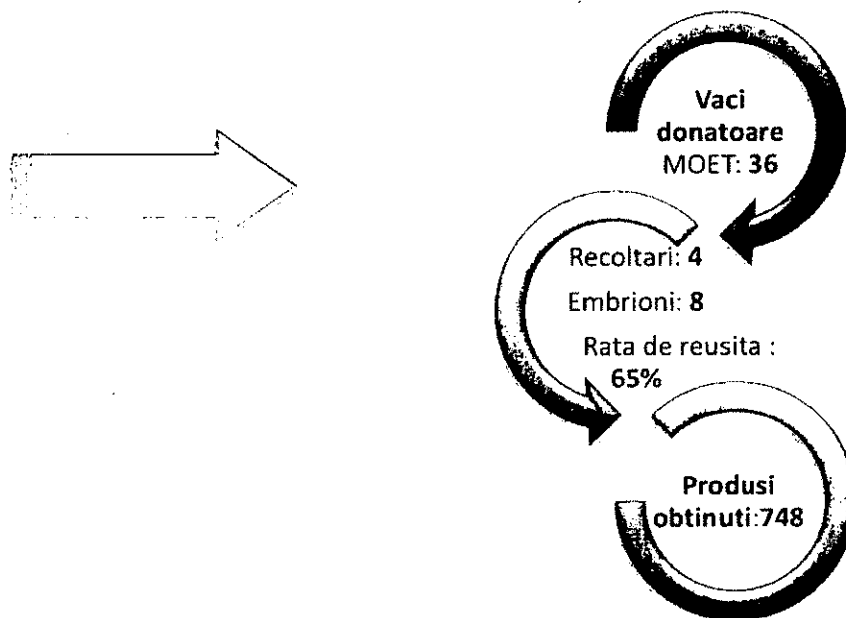 Vaci
donatoare
MOET: 36
Recoltari: 4
Embrioni: 8
Rata de reusita :
65%
Produsi
obtinuti:748